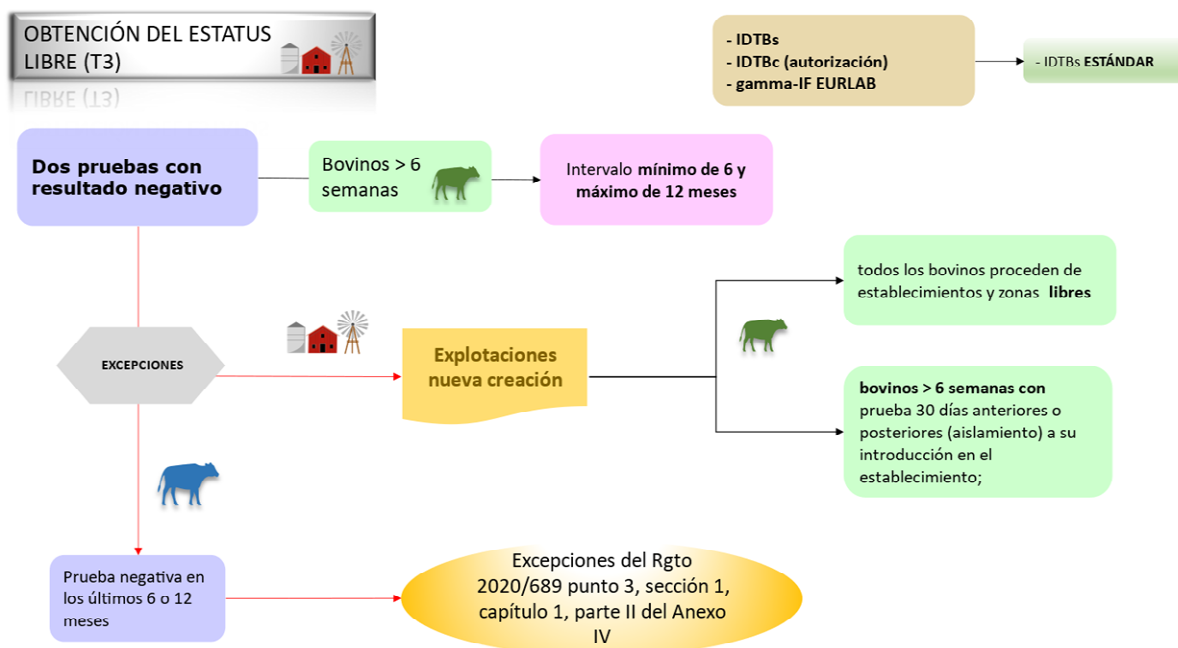 OBTENCIÓN DEL ESTATUS
LIBRE (T3)
- IDTBs
- IDTBc (autorización)
- gamma-IF EURLAB
- IDTBs ESTÁNDAR
Dos pruebas con
resultado negativo
Bovinos > 6
semanas
Intervalo mínimo de 6 y
máximo de 12 meses
todos los bovinos proceden de
establecimientos y zonas libres
EXCEPCIONES
Explotaciones
nueva creación
bovinos > 6 semanas con
prueba 30 días anteriores o
posteriores (aislamiento) a su
introducción en el
establecimiento;
Prueba negativa en
los últimos 6 o 12
meses
Excepciones del Rgto
2020/689 punto 3, sección 1,
capítulo 1, parte II del Anexo
IV